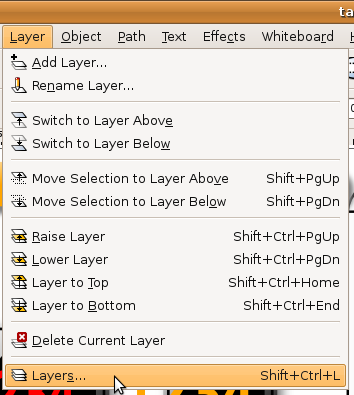 ta
Layer Object Path Text Effects Whiteboard
Add Layer...
Rename Layer...
Switch to Layer Above
Switch to Layer Below
Move Selection to Layer Above Shift+PgUp
Move Selection to Layer Below Shift+PgDn
Raise Layer Shift+Ctrl+PgUp
Lower Layer Shift+Ctrl+PgDn
Layer to Top Shift+Ctrl+Home
Layer to Bottom Shift+Ctrl+End
Delete Current Layer
Layers... Shift+Ctrl+L